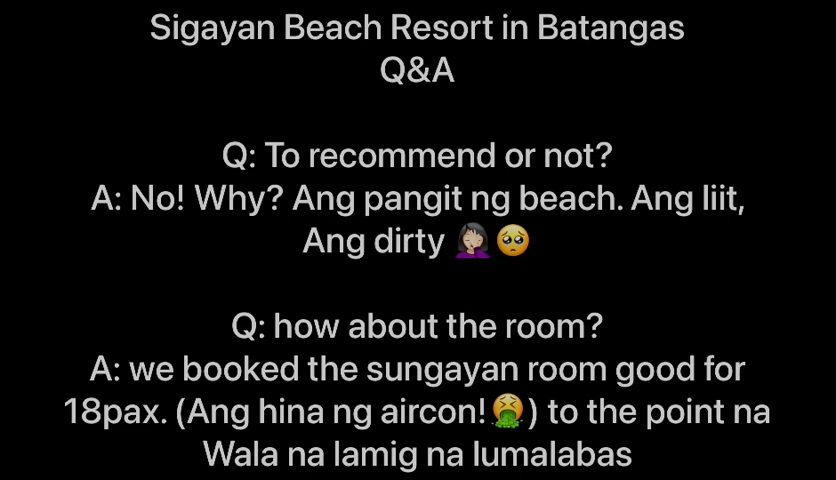 Sigayan Beach Resort in Batangas
Q&A
Q: To recommend or not?
A: No! Why? Ang pangit ng beach. Ang liit,
Ang dirty 🤦🏻‍♀️🥺
Q: how about the room?
A: we booked the sungayan room good for
18pax. (Ang hina ng aircon!🤮) to the point na
Wala na lamig na lumalabas